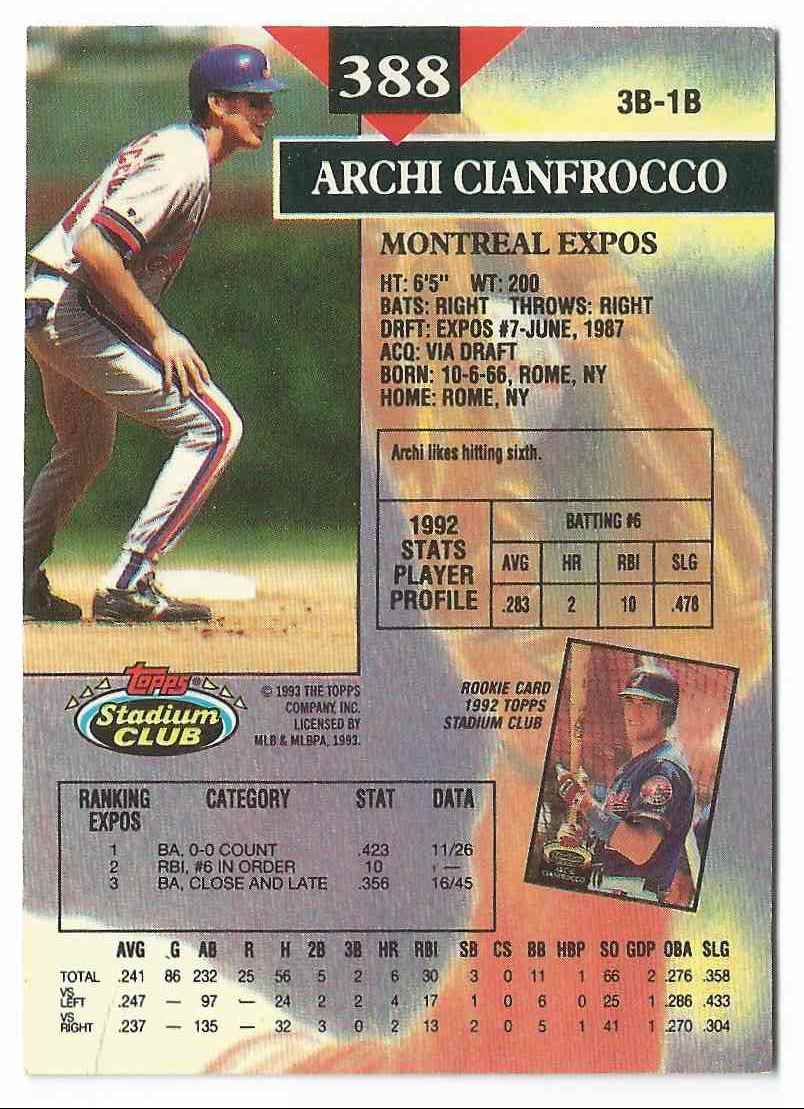 388
3B-1B
ARCHI CIANFROCCO
MONTREAL EXPOS
HT: 6'5" WT: 200
BATS: RIGHT THROWS: RIGHT
DRFT: EXPOS #7-JUNE, 1987
ACQ: VIA DRAFT
BORN: 10-6-66, ROME, NY
HOME: ROME, NY
Archi likes hitting sixth.
1992 STATS PLAYER PROFILE
BATTING #6
AVG HR RBI SLG
.283 2 10 .478
Topps®
Stadium
CLUB
© 1993 THE TOPPS
COMPANY, INC.
LICENSED BY
MLB & MLBPA, 1993.
ROOKIE CARD
1992 TOPPS
STADIUM CLUB
Stadium
CLUB
CIANFROCCO
RANKING EXPOS CATEGORY STAT DATA
1 BA, 0-0 COUNT .423 11/26
2 RBI, #6 IN ORDER 10 —
3 BA, CLOSE AND LATE .356 16/45
AVG G AB R H 2B 3B HR RBI SB CS BB HBP SO GDP OBA SLG
TOTAL .241 86 232 25 56 5 2 6 30 3 0 11 1 66 2 .276 .358
VS LEFT .247 — 97 — 24 2 2 4 17 1 0 6 0 25 1 .286 .433
VS RIGHT .237 — 135 — 32 3 0 2 13 2 0 5 1 41 1 .270 .304